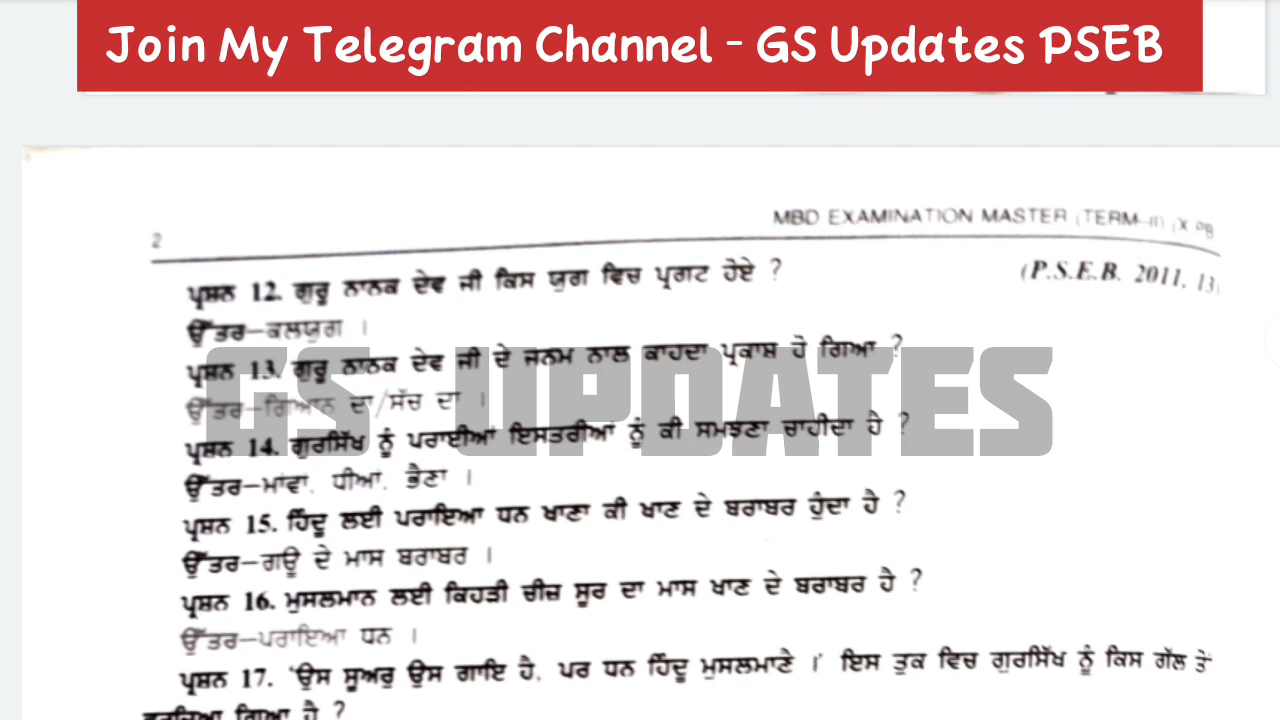 Join My Telegram Channel - GS Updates PSEB
2
MBD EXAMINATION MASTER (TERM-II) (X PB
ਪ੍ਰਸ਼ਨ 12. ਗੁਰੂ ਨਾਨਕ ਦੇਵ ਜੀ ਕਿਸ ਯੁਗ ਵਿਚ ਪ੍ਰਗਟ ਹੋਏ ? (P.S.E.B. 2011, 13)
ਉੱਤਰ—ਕਲਯੁਗ ।
ਪ੍ਰਸ਼ਨ 13. ਗੁਰੂ ਨਾਨਕ ਦੇਵ ਜੀ ਦੇ ਜਨਮ ਨਾਲ ਕਾਹਦਾ ਪ੍ਰਕਾਸ਼ ਹੋ ਗਿਆ ?
GS UPDATES
ਉੱਤਰ—ਗਿਆਨ ਦਾ/ਸੱਚ ਦਾ ।
ਪ੍ਰਸ਼ਨ 14. ਗੁਰਸਿੱਖ ਨੂੰ ਪਰਾਈਆਂ ਇਸਤਰੀਆਂ ਨੂੰ ਕੀ ਸਮਝਣਾ ਚਾਹੀਦਾ ਹੈ ?
ਉੱਤਰ—ਮਾਂਵਾਂ, ਧੀਆਂ, ਭੈਣਾਂ ।
ਪ੍ਰਸ਼ਨ 15. ਹਿੰਦੂ ਲਈ ਪਰਾਇਆ ਧਨ ਖਾਣਾ ਕੀ ਖਾਣ ਦੇ ਬਰਾਬਰ ਹੁੰਦਾ ਹੈ ?
ਉੱਤਰ—ਗਊ ਦੇ ਮਾਸ ਬਰਾਬਰ ।
ਪ੍ਰਸ਼ਨ 16. ਮੁਸਲਮਾਨ ਲਈ ਕਿਹੜੀ ਚੀਜ਼ ਸੂਰ ਦਾ ਮਾਸ ਖਾਣ ਦੇ ਬਰਾਬਰ ਹੈ ?
ਉੱਤਰ—ਪਰਾਇਆ ਧਨ ।
ਪ੍ਰਸ਼ਨ 17. 'ਉਸ ਸੂਅਰੁ ਉਸ ਗਾਇ ਹੈ, ਪਰ ਧਨ ਹਿੰਦੂ ਮੁਸਲਮਾਣੈ ।' ਇਸ ਤੁਕ ਵਿਚ ਗੁਰਸਿੱਖ ਨੂੰ ਕਿਸ ਗੱਲ ਤੋਂ
ਵਰਜਿਆ ਗਿਆ ਹੈ ?